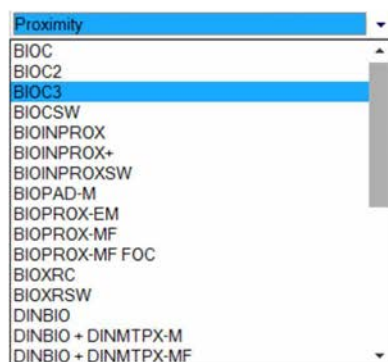 Proximity
BIOC
BIOC2
BIOC3
BIOCSW
BIOINPROX
BIOINPROX+
BIOINPROXSW
BIOPAD-M
BIOPROX-EM
BIOPROX-MF
BIOPROX-MF FOC
BIOXRC
BIOXRSW
DINBIO
DINBIO + DINMTPX-M
DINBIO + DINMTPX-MF